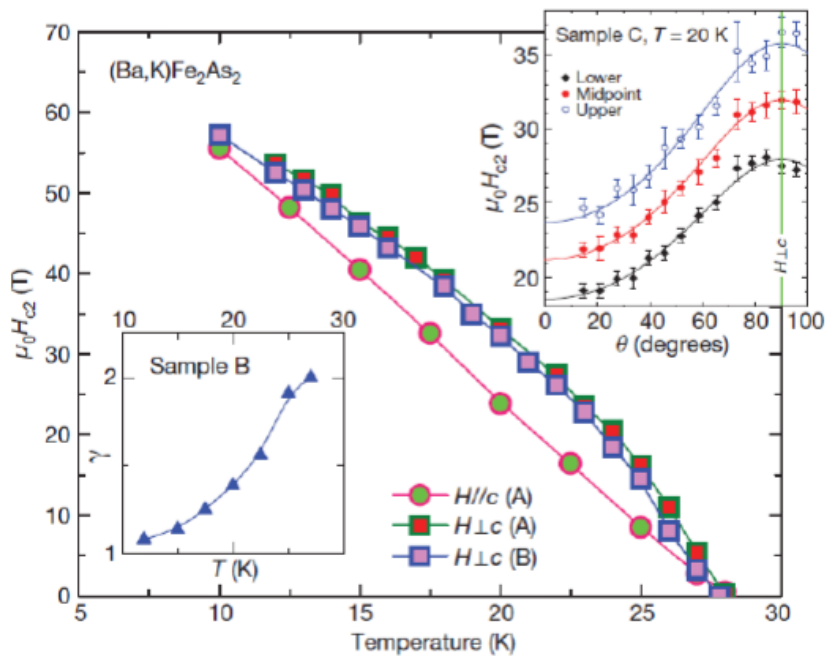 (Ba,K)Fe₂As₂
μ₀H_c2 (T)
70
60
50
40
30
20
10
0
5
10
15
20
25
30
Temperature (K)
H//c (A)
H⊥c (A)
H⊥c (B)
Sample C, T = 20 K
Lower
Midpoint
Upper
μ₀H_c2 (T)
35
30
25
20
0
20
40
60
80
100
θ (degrees)
H⊥c
10
20
30
Sample B
γ
2
1
T (K)